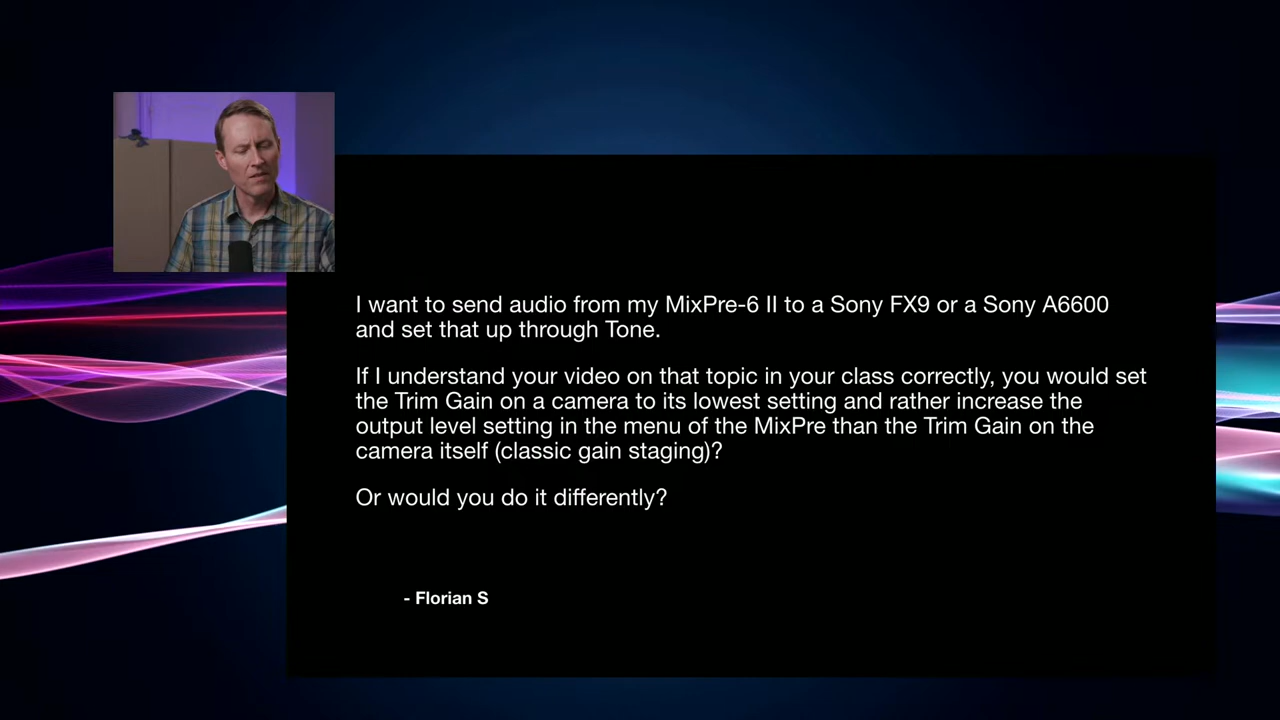 I want to send audio from my MixPre-6 II to a Sony FX9 or a Sony A6600
and set that up through Tone.
If I understand your video on that topic in your class correctly, you would set
the Trim Gain on a camera to its lowest setting and rather increase the
output level setting in the menu of the MixPre than the Trim Gain on the
camera itself (classic gain staging)?
Or would you do it differently?
- Florian S